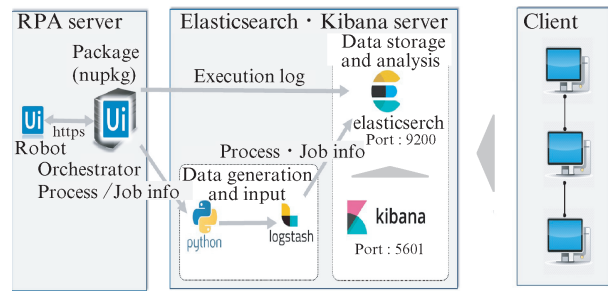 RPA server
Package
(nupkg)
Ui
Ui
https
Robot
Orchestrator
Process /Job info
Elasticsearch・Kibana server
Data storage
and analysis
Execution log
elasticserch
Port : 9200
Process・Job info
Data generation
and input
python
logstash
kibana
Port : 5601
Client